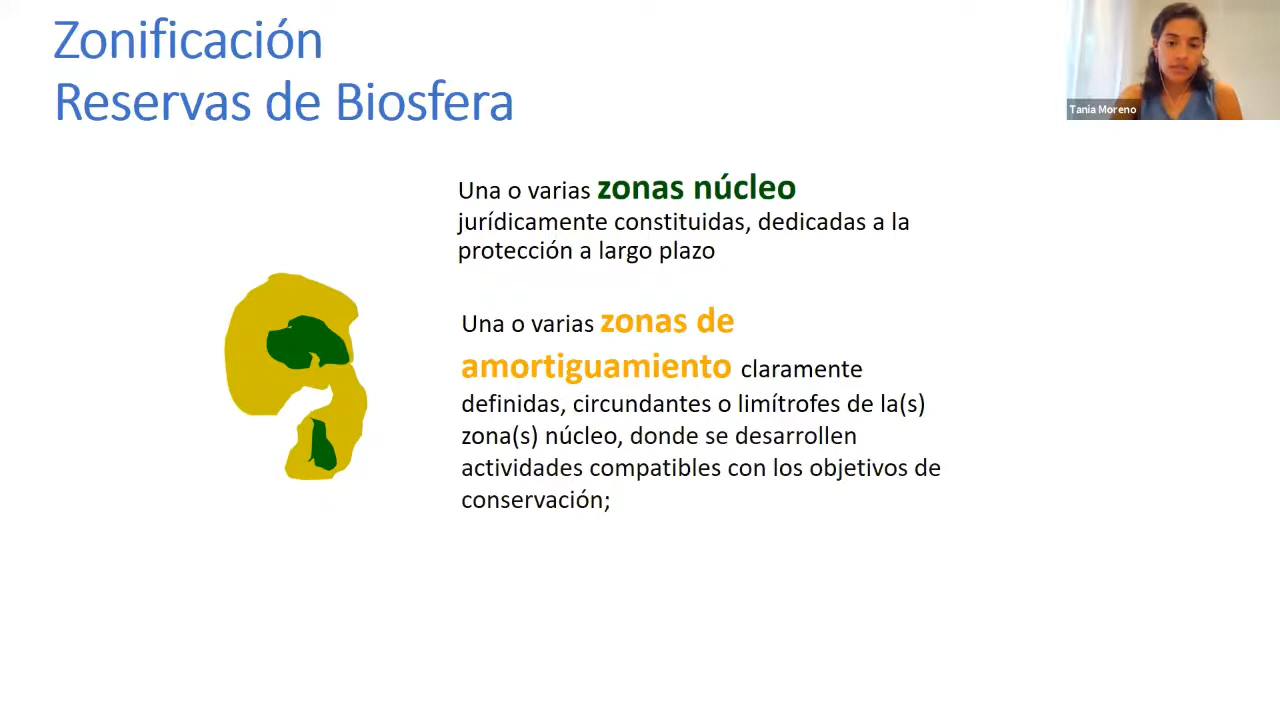 Zonificación
Reservas de Biosfera
Tania Moreno
Una o varias zonas núcleo
jurídicamente constituidas, dedicadas a la
protección a largo plazo
Una o varias zonas de
amortiguamiento claramente
definidas, circundantes o limítrofes de la(s)
zona(s) núcleo, donde se desarrollen
actividades compatibles con los objetivos de
conservación;